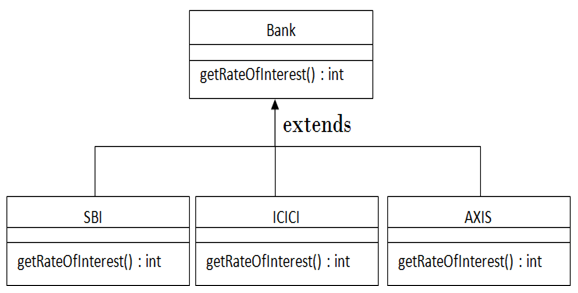 Bank
getRateOfInterest() : int
extends
SBI
ICICI
AXIS
getRateOfInterest() : int
getRateOfInterest() : int
getRateOfInterest() : int